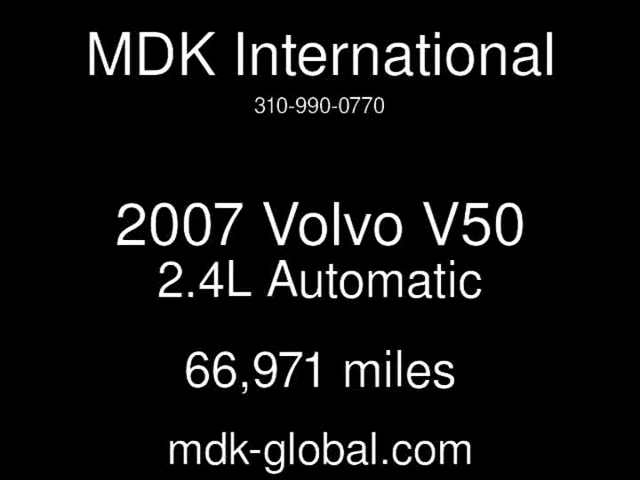 MDK International
310-990-0770
2007 Volvo V50
2.4L Automatic
66,971 miles
mdk-global.com